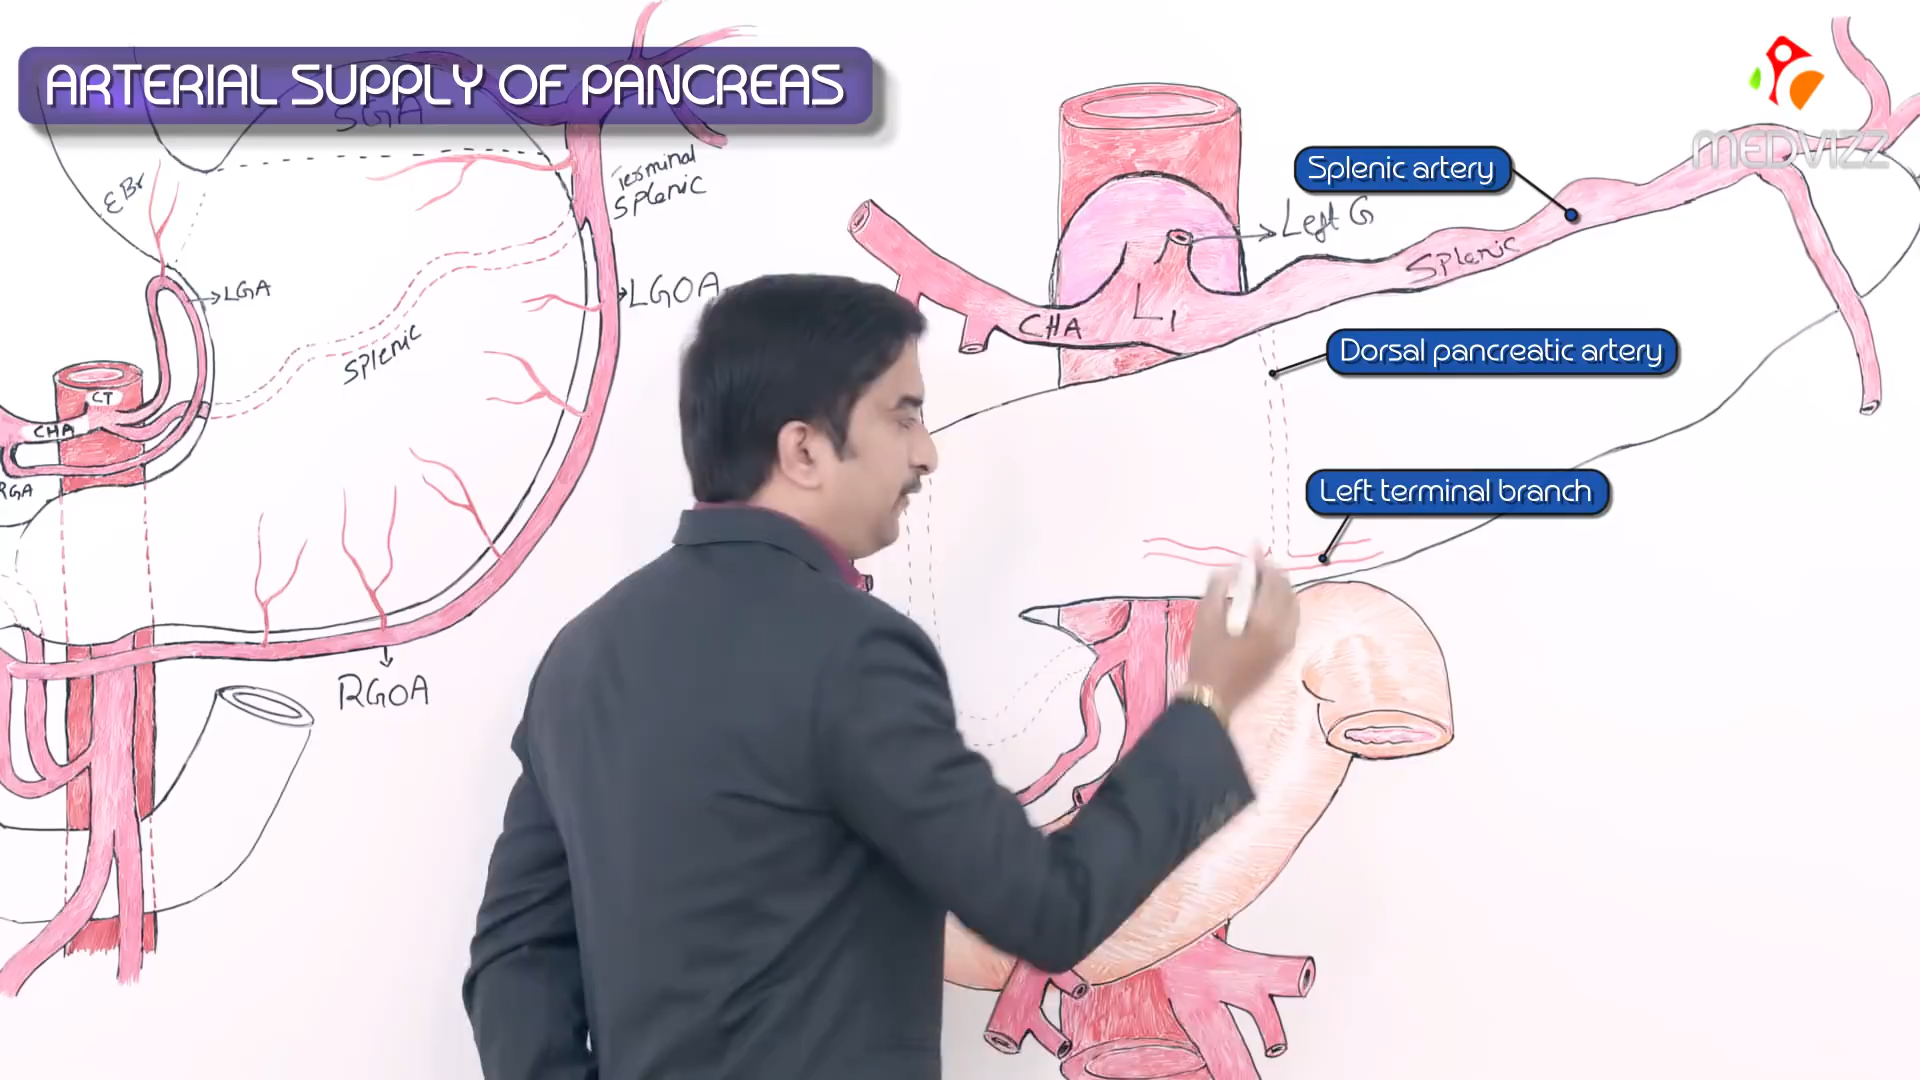 ARTERIAL SUPPLY OF PANCREAS
SGA
MEDVIZZ
Terminal
Splenic
Splenic artery
EBr
Left G
Splenic
LGA
LGOA
CHA
L1
Splenic
Dorsal pancreatic artery
CT
CHA
RGA
Left terminal branch
RGOA